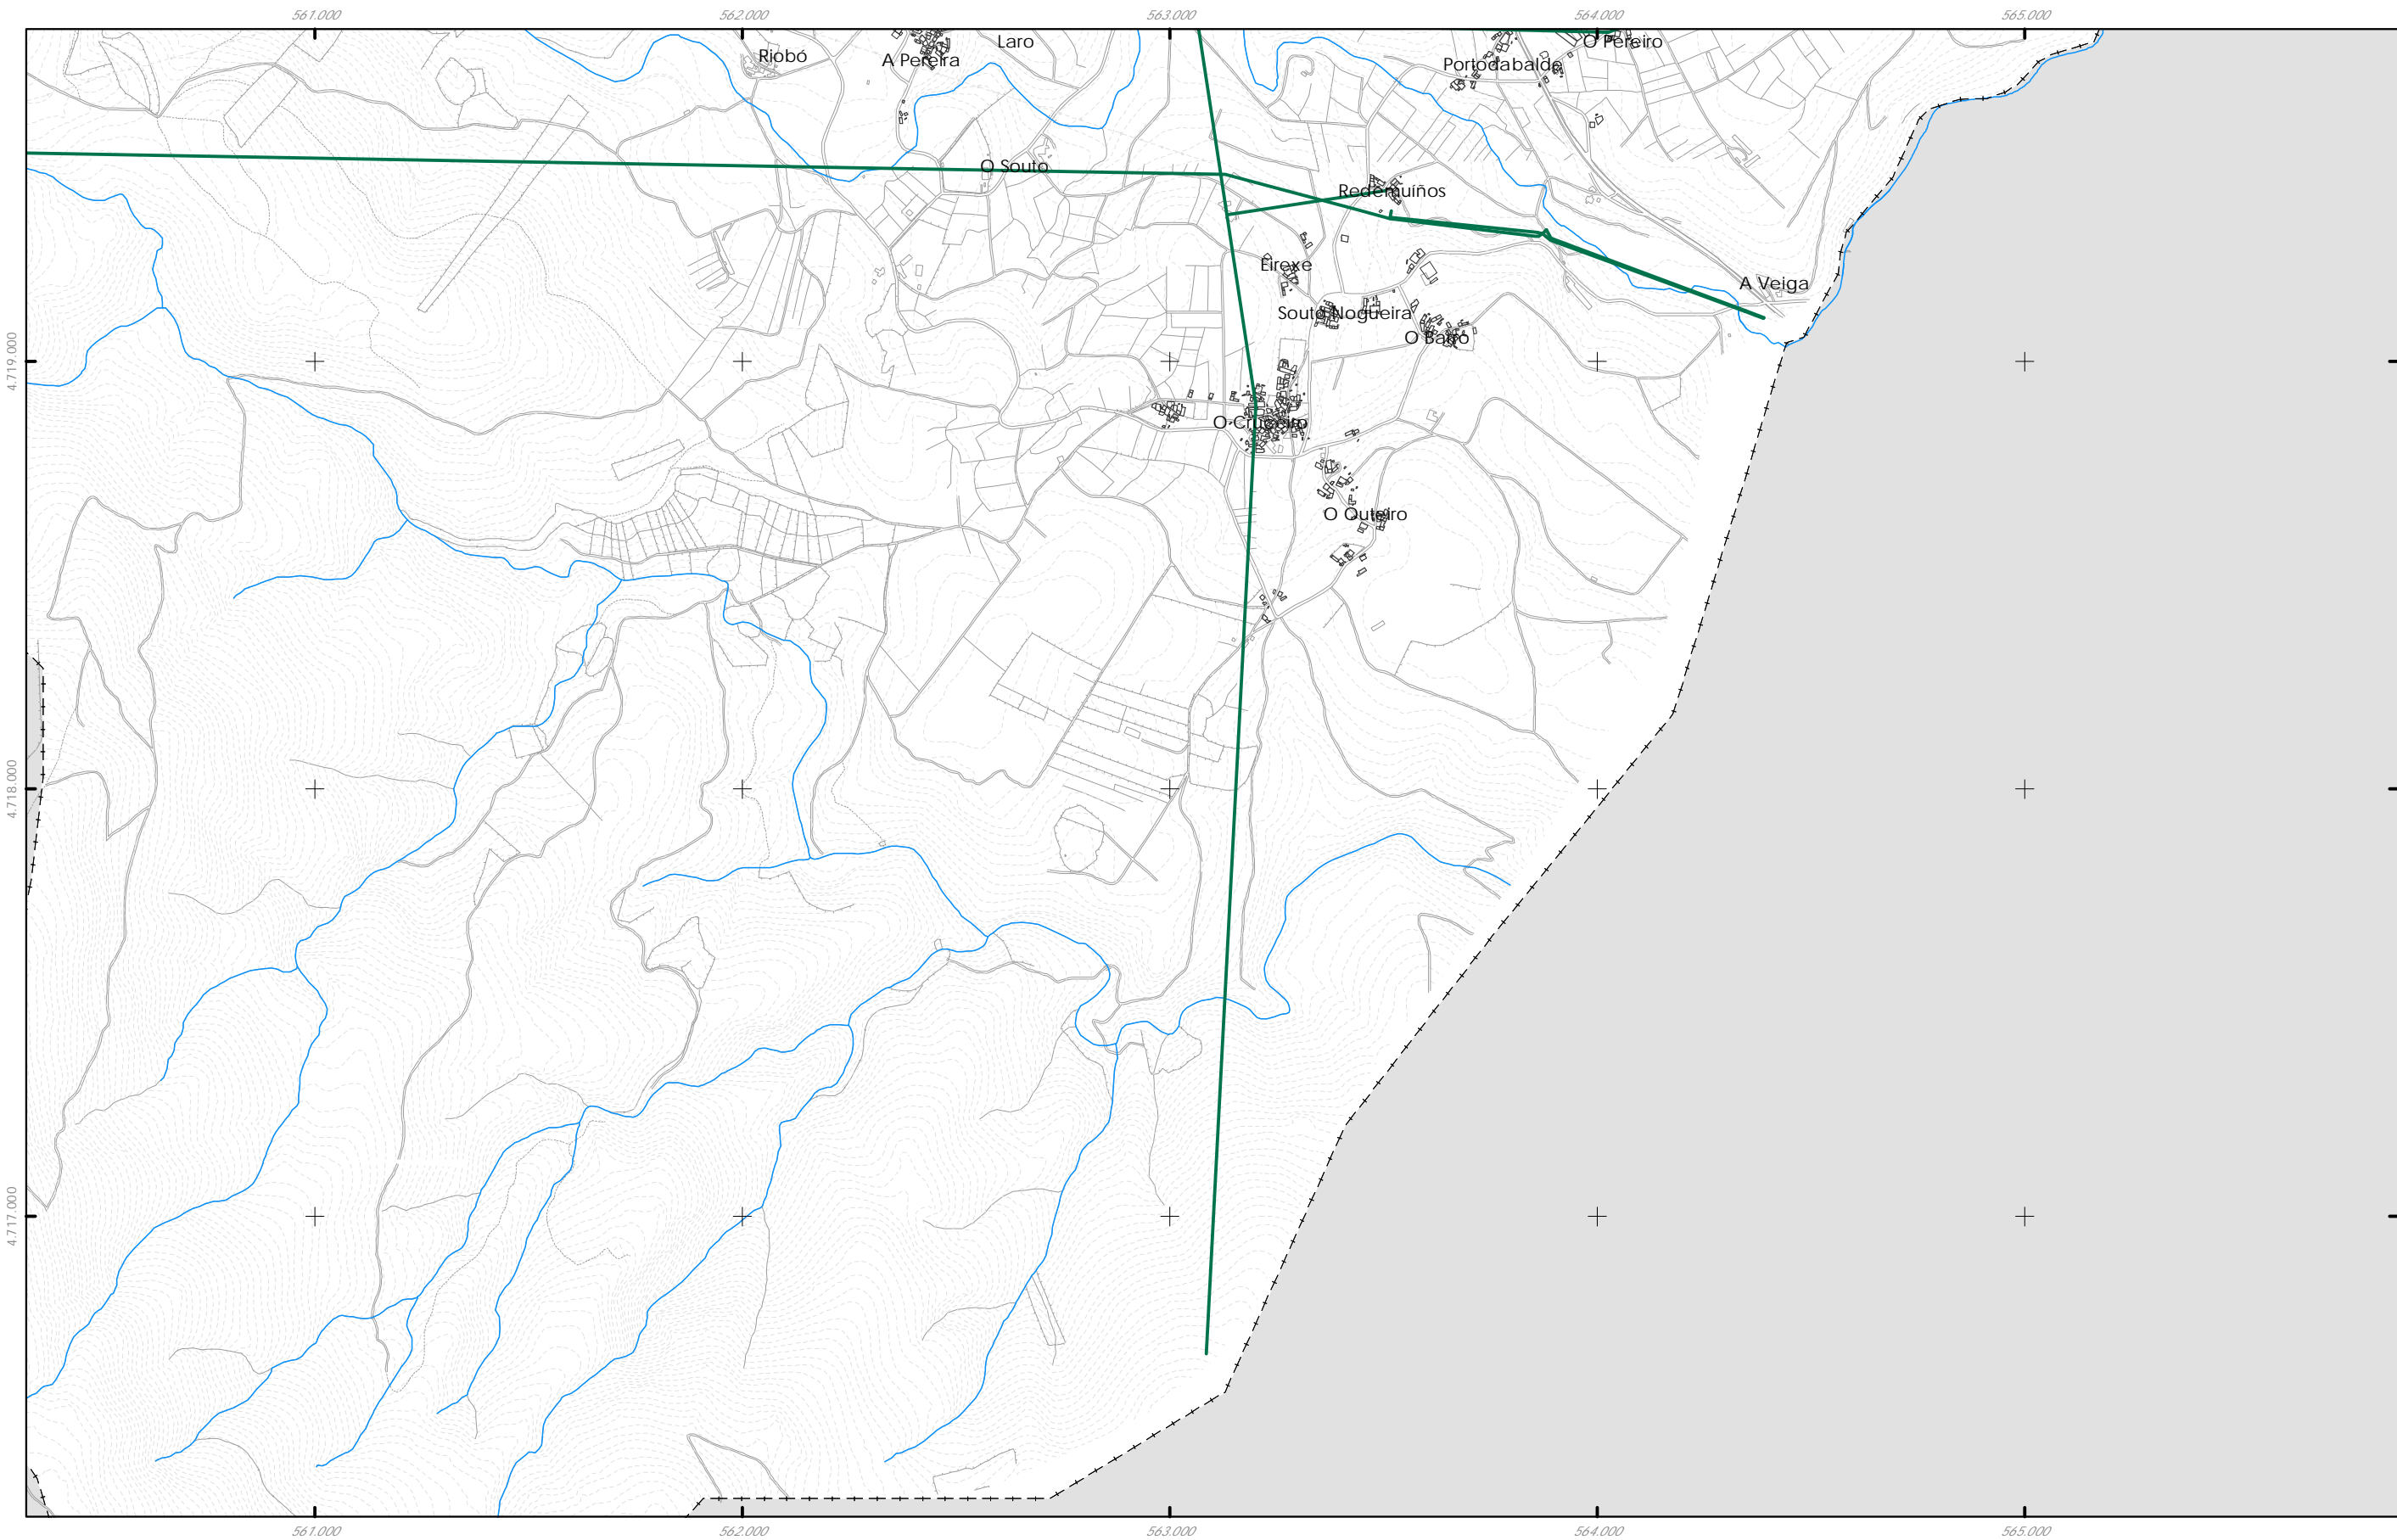 561.000
562.000
563.000
564.000
565.000
Laro
O Pereiro
Riobó
A Pereira
Portodabalde
O Souto
Redemuíños
Eirexe
A Veiga
Souto Nogueira
O Barro
4.719.000
O Cruceiro
O Outeiro
4.718.000
4.717.000
561.000
562.000
563.000
564.000
565.000